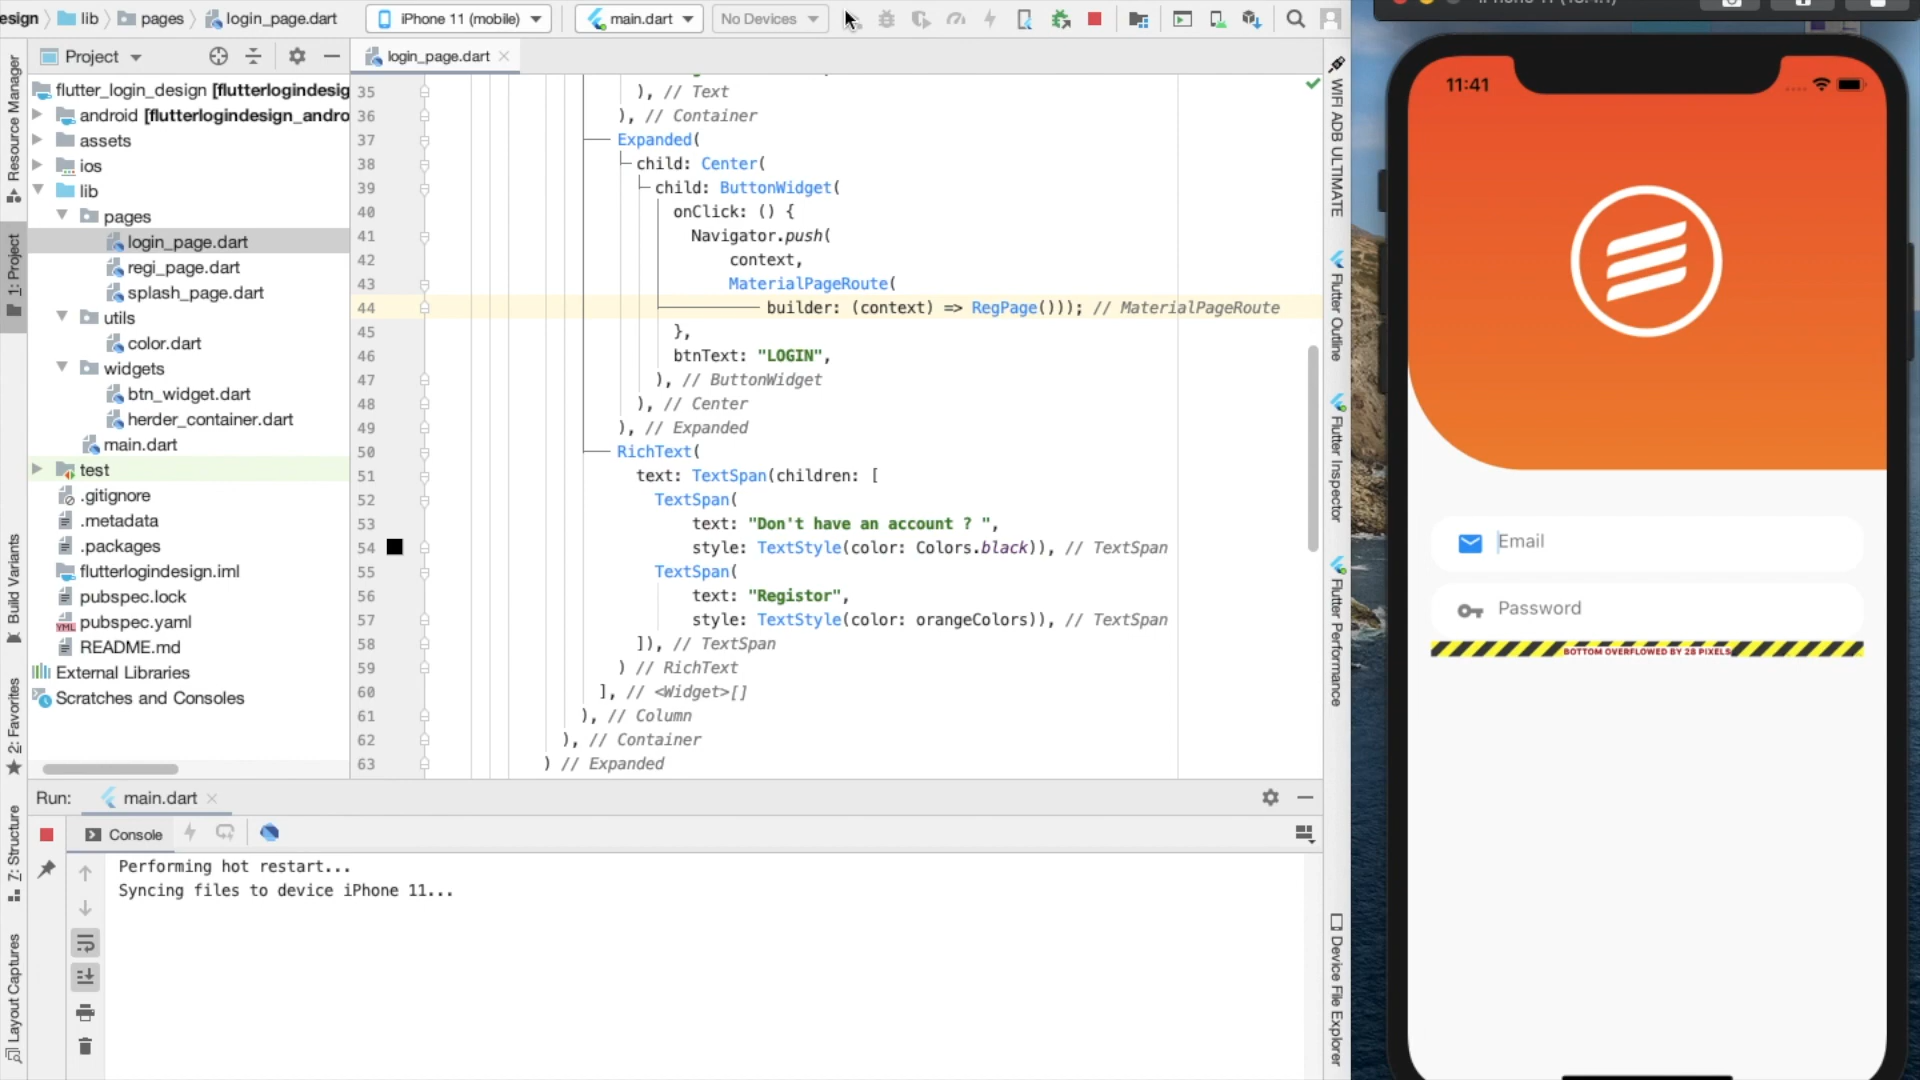 esign
lib
pages
login_page.dart
iPhone 11 (mobile)
main.dart
No Devices
Project
login_page.dart
Resource Manager
1: Project
Build Variants
2: Favorites
7: Structure
Layout Captures
flutter_login_design [flutterlogindesig
android [flutterlogindesign_andro
assets
ios
lib
pages
login_page.dart
regi_page.dart
splash_page.dart
utils
color.dart
widgets
btn_widget.dart
herder_container.dart
main.dart
test
.gitignore
.metadata
.packages
flutterlogindesign.iml
pubspec.lock
pubspec.yaml
README.md
External Libraries
Scratches and Consoles
35 ), // Text
36 ), // Container
37 Expanded(
38 child: Center(
39 child: ButtonWidget(
40 onClick: () {
41 Navigator.push(
42 context,
43 MaterialPageRoute(
44 builder: (context) => RegPage())); // MaterialPageRoute
45 },
46 btnText: "LOGIN",
47 ), // ButtonWidget
48 ), // Center
49 ), // Expanded
50 RichText(
51 text: TextSpan(children: [
52 TextSpan(
53 text: "Don't have an account ? ",
54 style: TextStyle(color: Colors.black)), // TextSpan
55 TextSpan(
56 text: "Registor",
57 style: TextStyle(color: orangeColors)), // TextSpan
58 ]), // TextSpan
59 ) // RichText
60 ], // <Widget>[]
61 ), // Column
62 ), // Container
63 ) // Expanded
WIFI ADB ULTIMATE
Flutter Outline
Flutter Inspector
Flutter Performance
Device File Explorer
Run:
main.dart
Console
Performing hot restart...
Syncing files to device iPhone 11...
11:41
Email
Password
BOTTOM OVERFLOWED BY 28 PIXELS